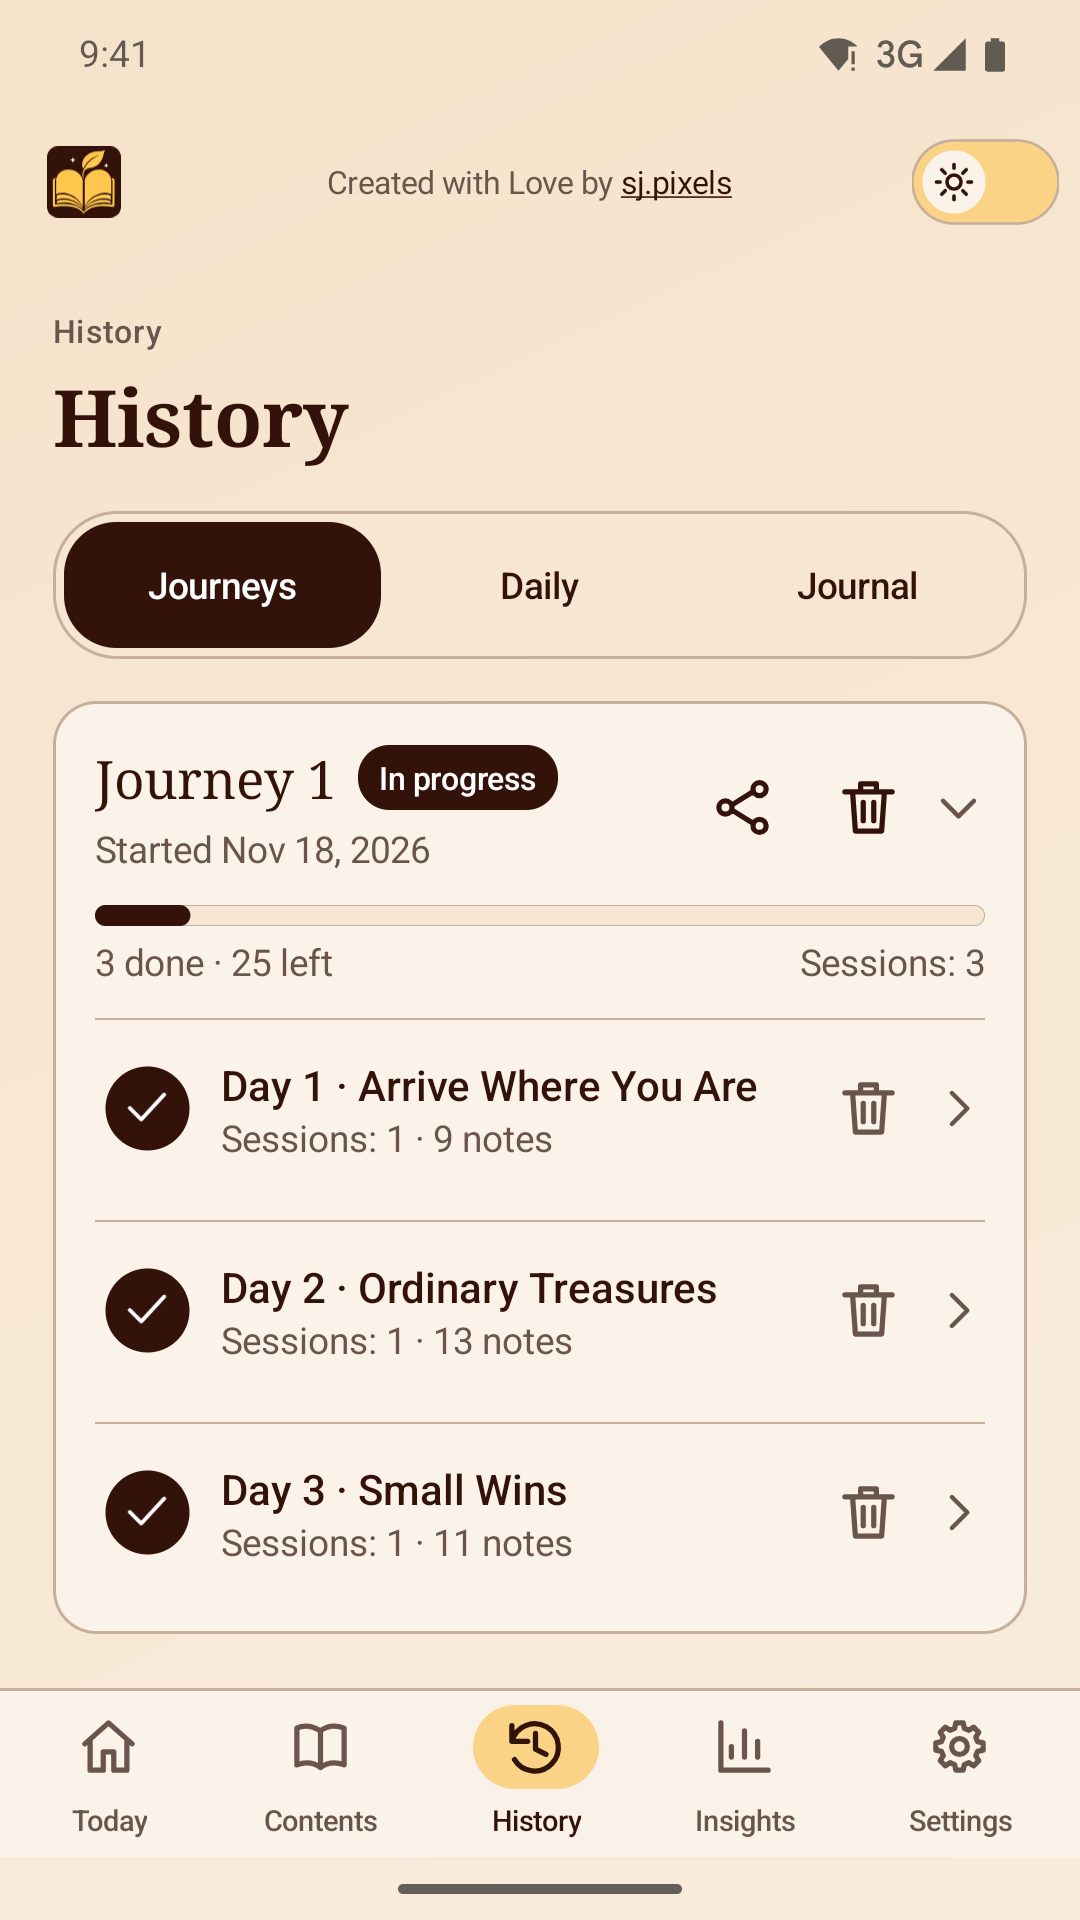 9:41
3G
Created with Love by sj.pixels
History
History
Journeys
Daily
Journal
Journey 1
In progress
Started Nov 18, 2026
3 done · 25 left
Sessions: 3
Day 1 · Arrive Where You Are
Sessions: 1 · 9 notes
Day 2 · Ordinary Treasures
Sessions: 1 · 13 notes
Day 3 · Small Wins
Sessions: 1 · 11 notes
Today
Contents
History
Insights
Settings